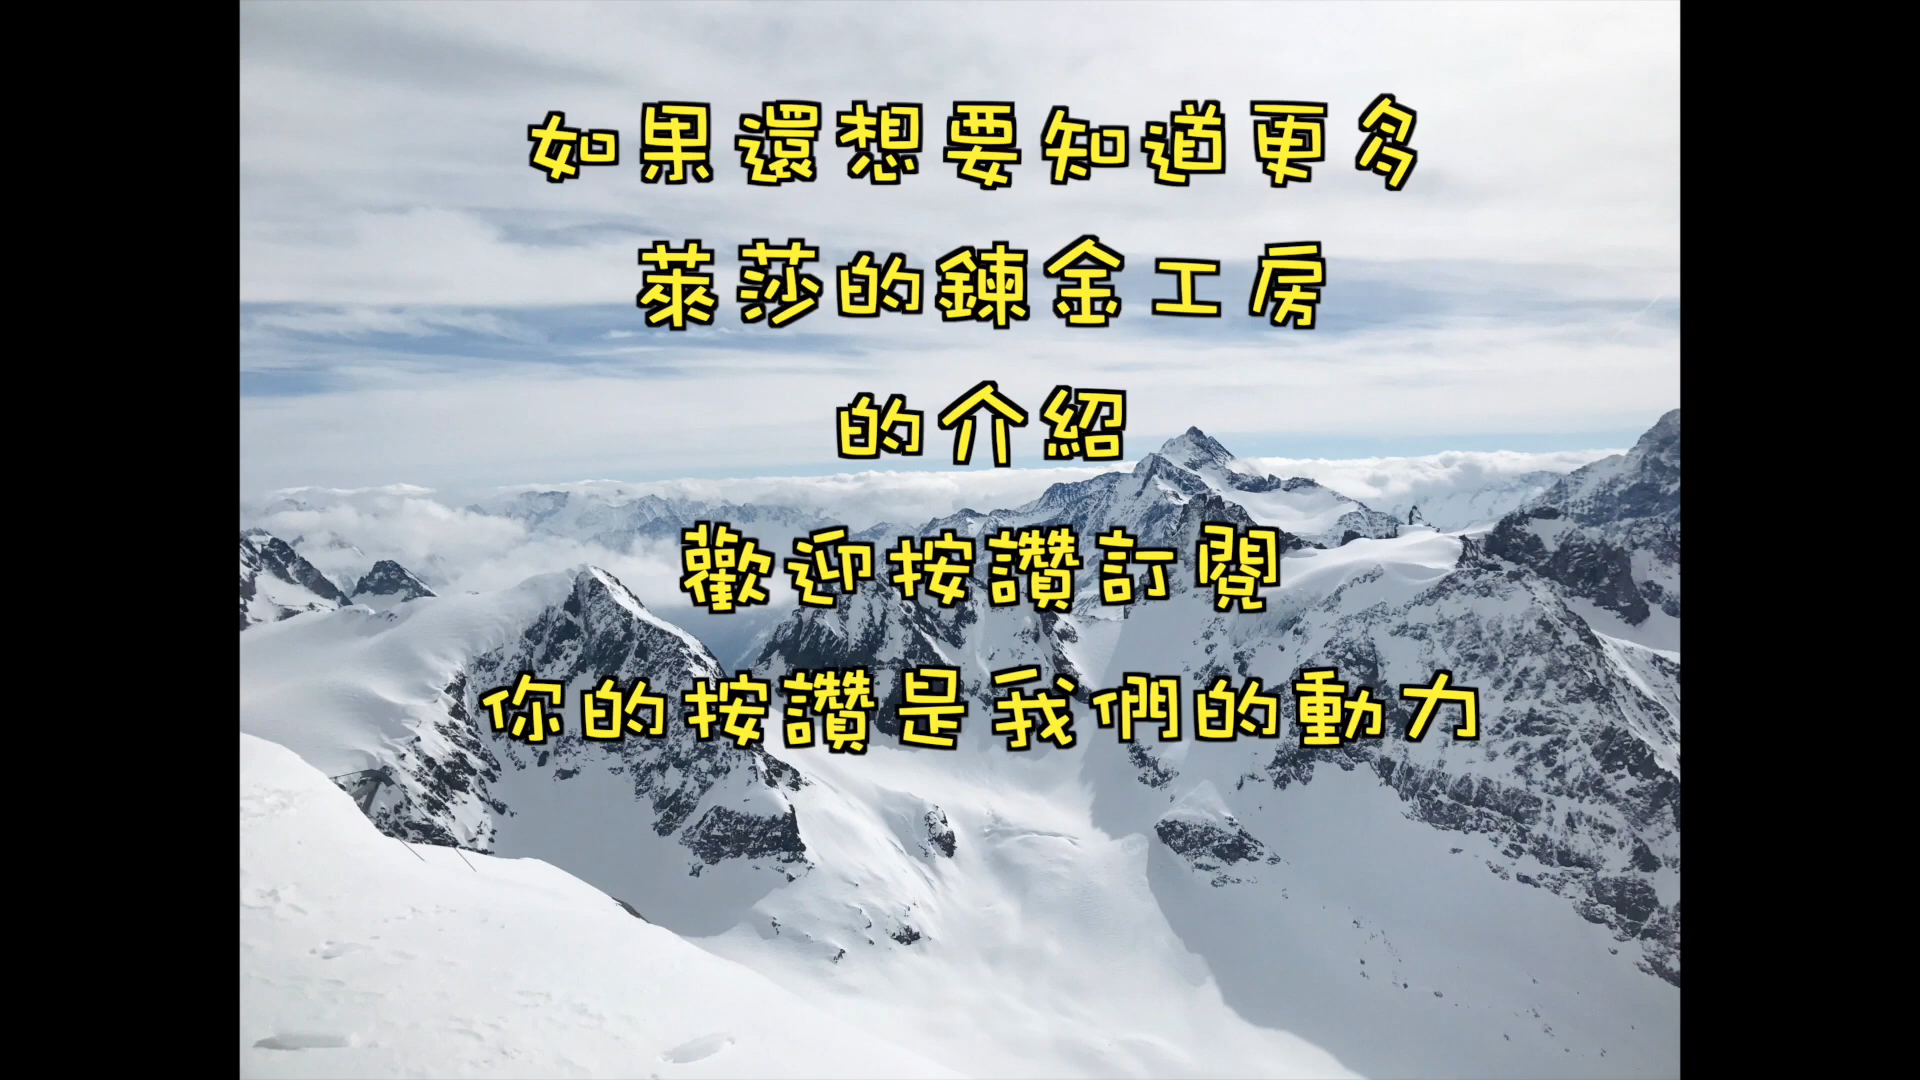 如果還想要知道更多
萊莎的鍊金工房
的介紹
歡迎按讚訂閱
你的按讚是我們的動力